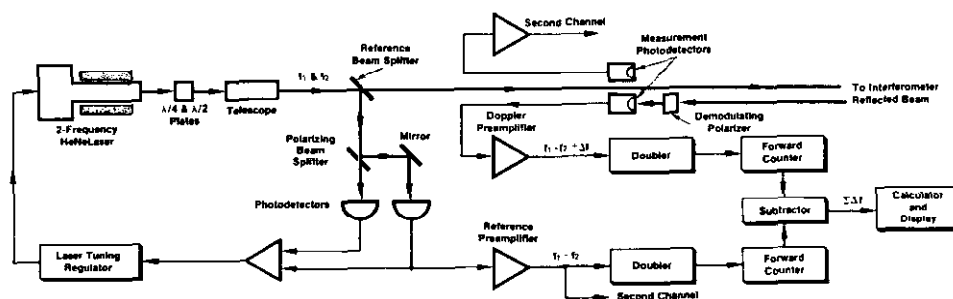 Second Channel
Measurement
Photodetectors
Reference
Beam Splitter
f₁ & f₂
To Interferometer
Reflected Beam
λ/4 & λ/2
Plates
Telescope
2-Frequency
HeNeLaser
Demodulating
Polarizer
Doppler
Preamplifier
Polarizing
Beam
Splitter
Mirror
f₁ - f₂ ± Δf
Doubler
Forward
Counter
Photodetectors
Subtractor
ΣΔf
Calculator
and
Display
Reference
Preamplifier
Laser Tuning
Regulator
f₁ - f₂
Doubler
Forward
Counter
Second Channel